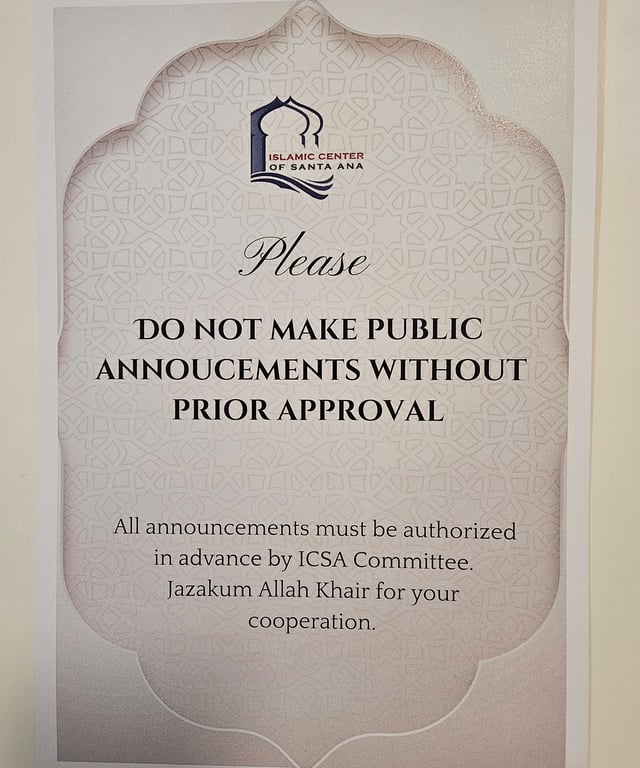 ISLAMIC CENTER
OF SANTA ANA
Please
DO NOT MAKE PUBLIC
ANNOUCEMENTS WITHOUT
PRIOR APPROVAL
All announcements must be authorized
in advance by ICSA Committee.
Jazakum Allah Khair for your
cooperation.